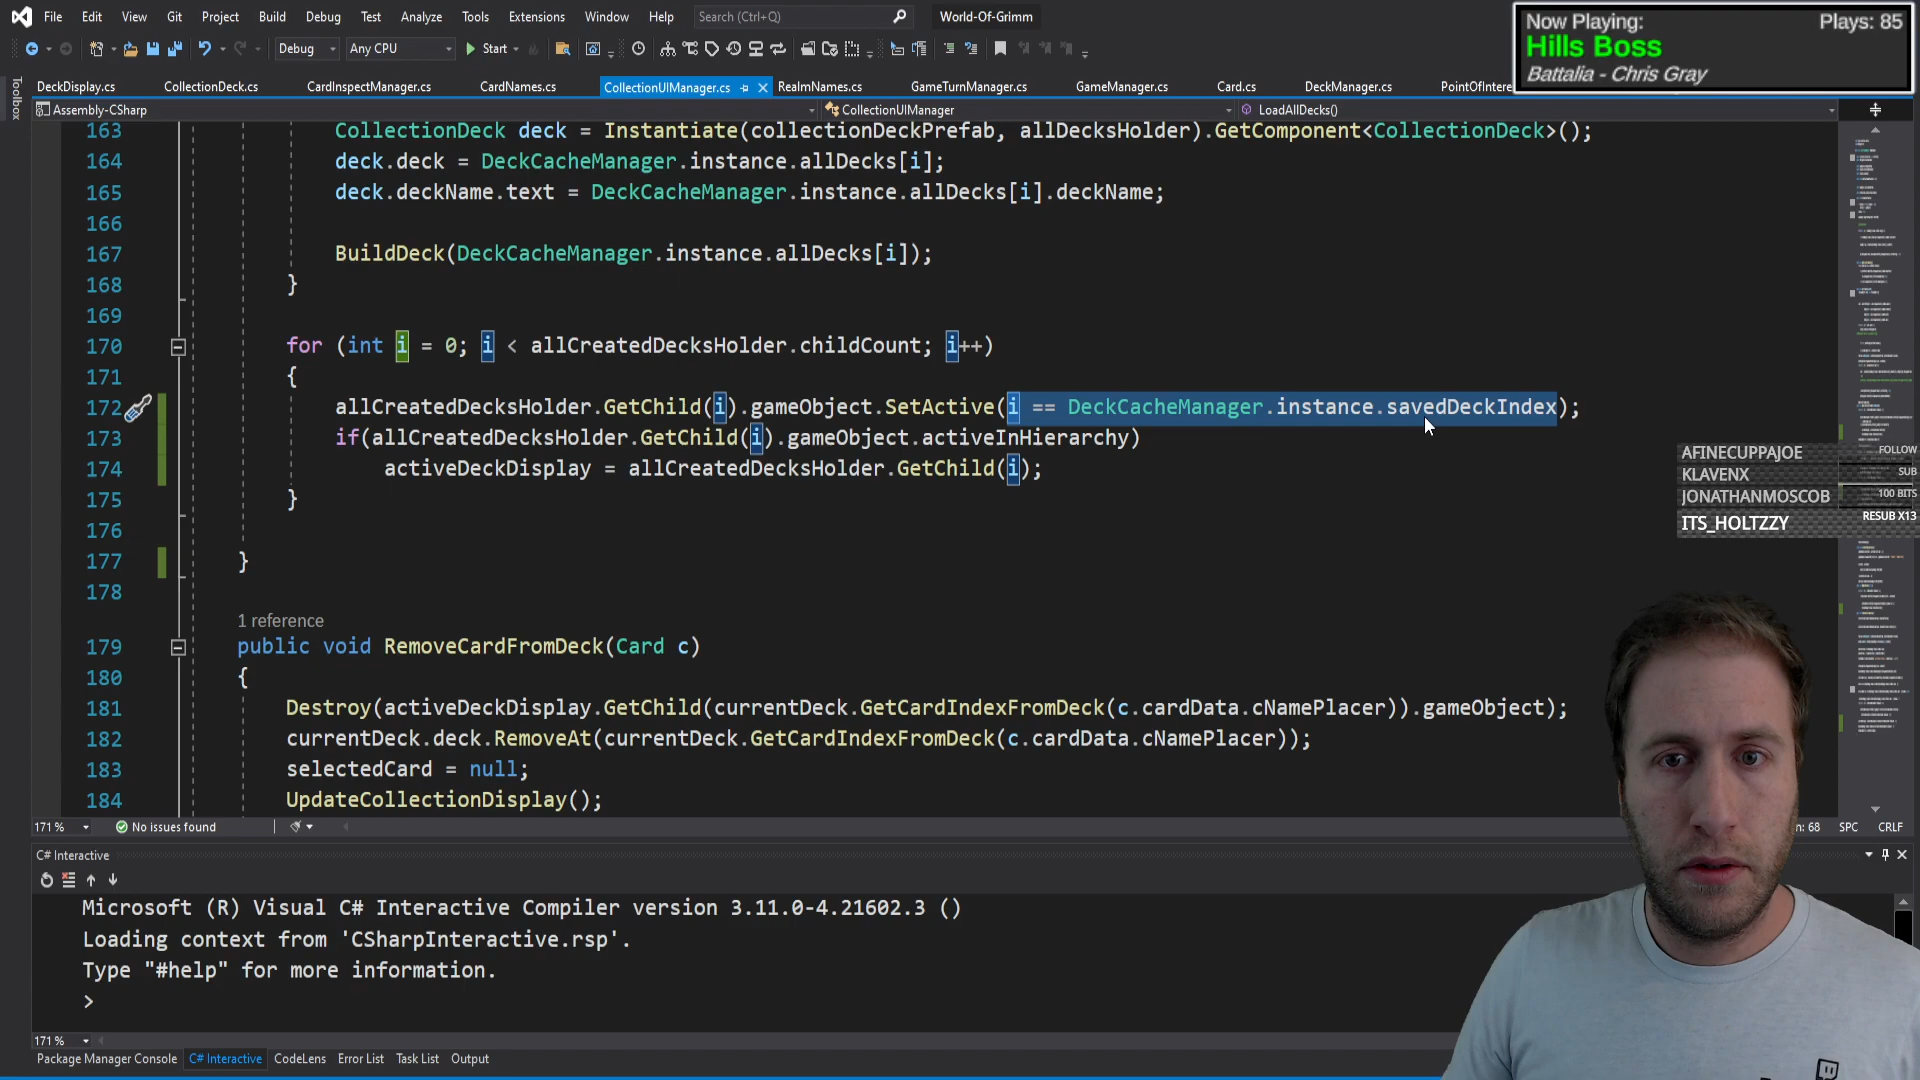 File Edit View Git Project Build Debug Test Analyze Tools Extensions Window Help Search (Ctrl+Q) World-Of-Grimm
Now Playing: Plays: 85
Hills Boss
Battalia - Chris Gray
Debug Any CPU Start
Toolbox
DeckDisplay.cs CollectionDeck.cs CardInspectManager.cs CardNames.cs CollectionUIManager.cs RealmNames.cs GameTurnManager.cs GameManager.cs Card.cs DeckManager.cs PointOfIntere
Assembly-CSharp CollectionUIManager LoadAllDecks()
163 CollectionDeck deck = Instantiate(collectionDeckPrefab, allDecksHolder).GetComponent<CollectionDeck>();
164 deck.deck = DeckCacheManager.instance.allDecks[i];
165 deck.deckName.text = DeckCacheManager.instance.allDecks[i].deckName;
166
167 BuildDeck(DeckCacheManager.instance.allDecks[i]);
168 }
169
170 for (int i = 0; i < allCreatedDecksHolder.childCount; i++)
171 {
172 allCreatedDecksHolder.GetChild(i).gameObject.SetActive(i == DeckCacheManager.instance.savedDeckIndex);
173 if(allCreatedDecksHolder.GetChild(i).gameObject.activeInHierarchy)
174 activeDeckDisplay = allCreatedDecksHolder.GetChild(i);
175 }
176
177 }
178
1 reference
179 public void RemoveCardFromDeck(Card c)
180 {
181 Destroy(activeDeckDisplay.GetChild(currentDeck.GetCardIndexFromDeck(c.cardData.cNamePlacer)).gameObject);
182 currentDeck.deck.RemoveAt(currentDeck.GetCardIndexFromDeck(c.cardData.cNamePlacer));
183 selectedCard = null;
184 UpdateCollectionDisplay();
AFINECUPPAJOE FOLLOW
KLAVENX SUB
JONATHANMOSCOB 100 BITS
ITS_HOLTZZY RESUB X13
171 % No issues found n: 68 SPC CRLF
C# Interactive
Microsoft (R) Visual C# Interactive Compiler version 3.11.0-4.21602.3 ()
Loading context from 'CSharpInteractive.rsp'.
Type "#help" for more information.
>
171 %
Package Manager Console C# Interactive CodeLens Error List Task List Output